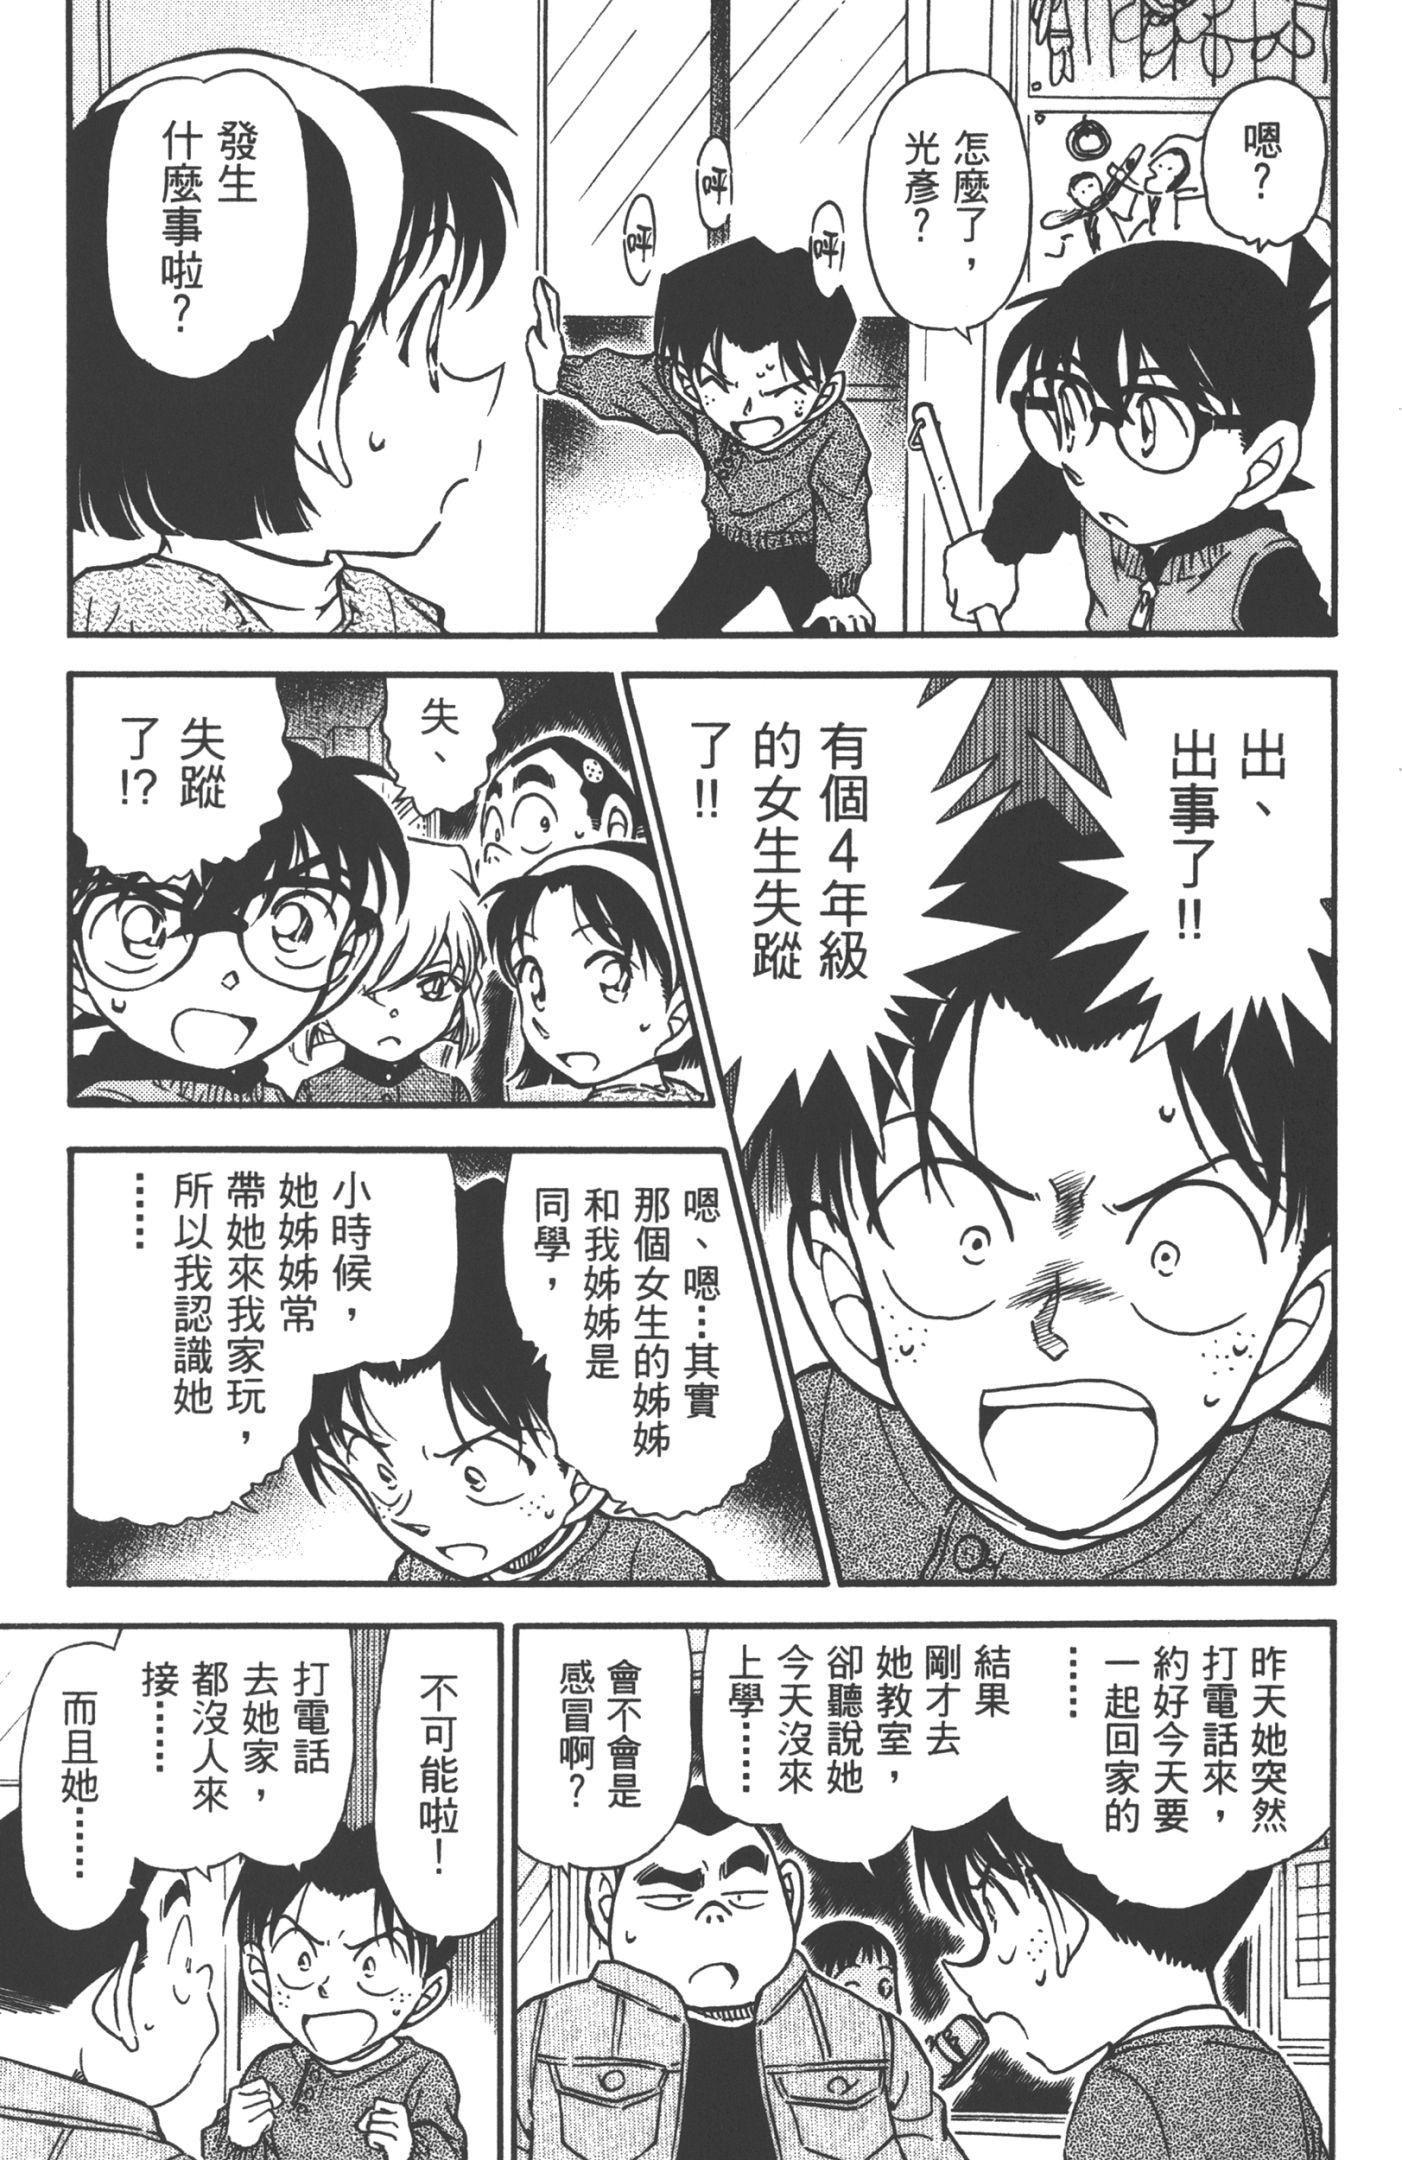 嗯?
怎麼了,
光彥?
呼
呼
呼
發生
什麼事啦?
出、
出事了!!
有個4年級
的女生失蹤
了!!
失、
失蹤
了!?
嗯、嗯…其實
那個女生的姊姊
和我姊姊是
同學,
小時候,
她姊姊常
帶她來我家玩,
所以我認識她
……
昨天她突然
打電話來,
約好今天要
一起回家的
……
結果
剛才去
她教室,
卻聽說她
今天沒來
上學……
會不會是
感冒啊?
不可能啦!
打電話
去她家,
都沒人來
接……
而且她……